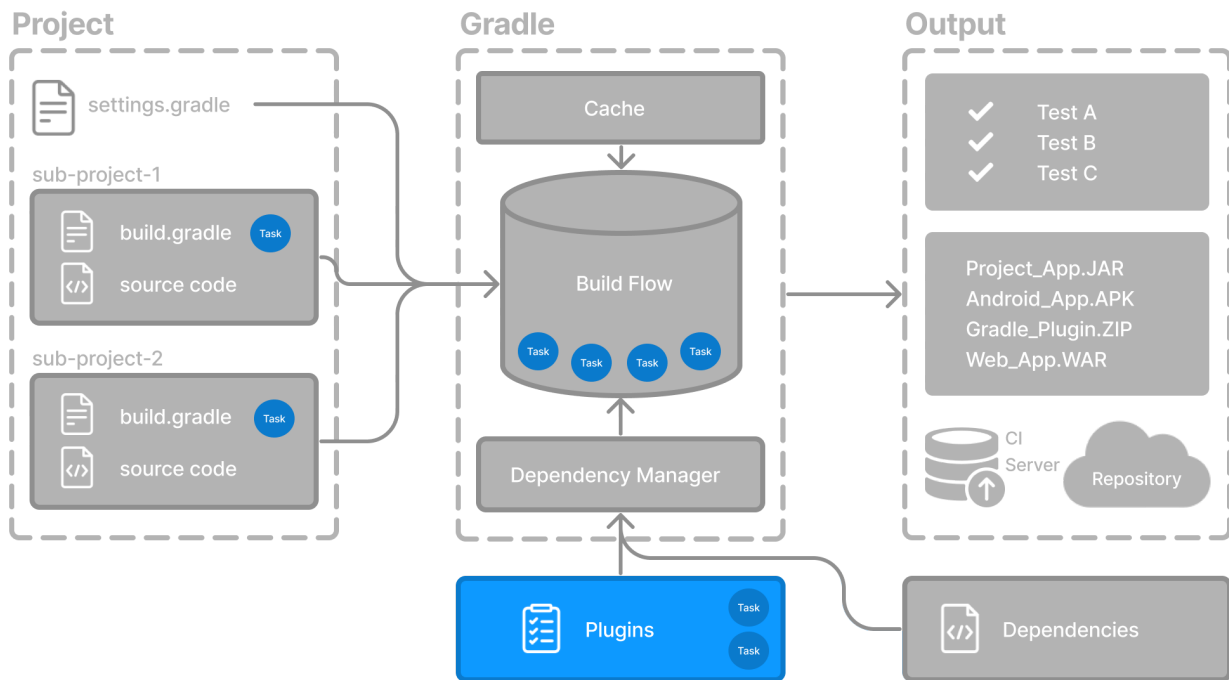 Project
settings.gradle
sub-project-1
build.gradle
Task
source code
sub-project-2
build.gradle
Task
source code
Gradle
Cache
Build Flow
Task
Task
Task
Task
Dependency Manager
Plugins
Task
Task
Output
Test A
Test B
Test C
Project_App.JAR
Android_App.APK
Gradle_Plugin.ZIP
Web_App.WAR
CI
Server
Repository
Dependencies